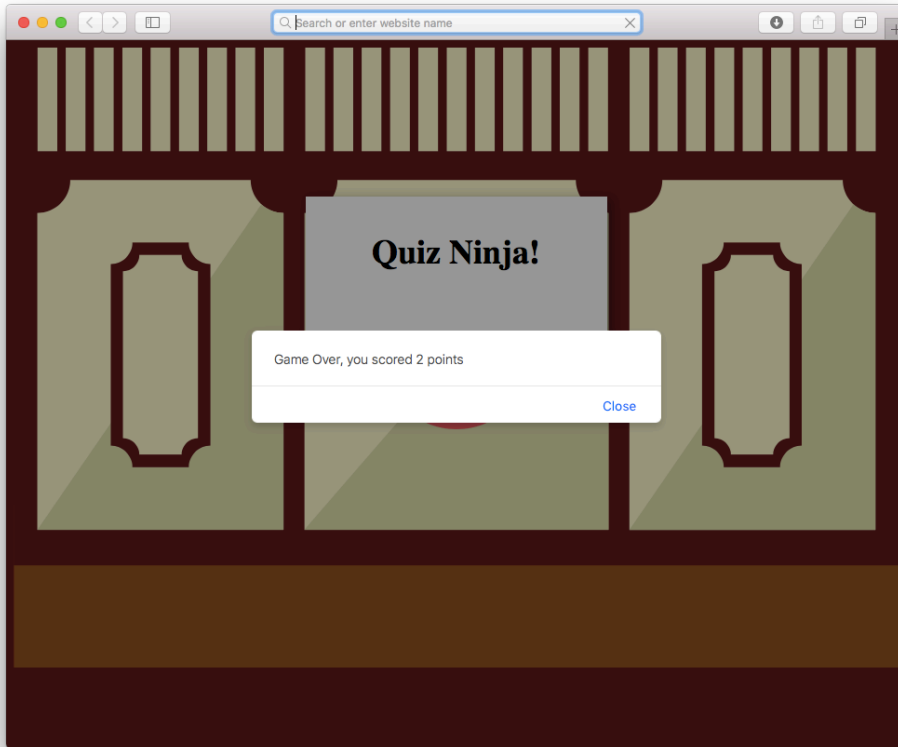 Search or enter website name
Quiz Ninja!
Game Over, you scored 2 points
Close